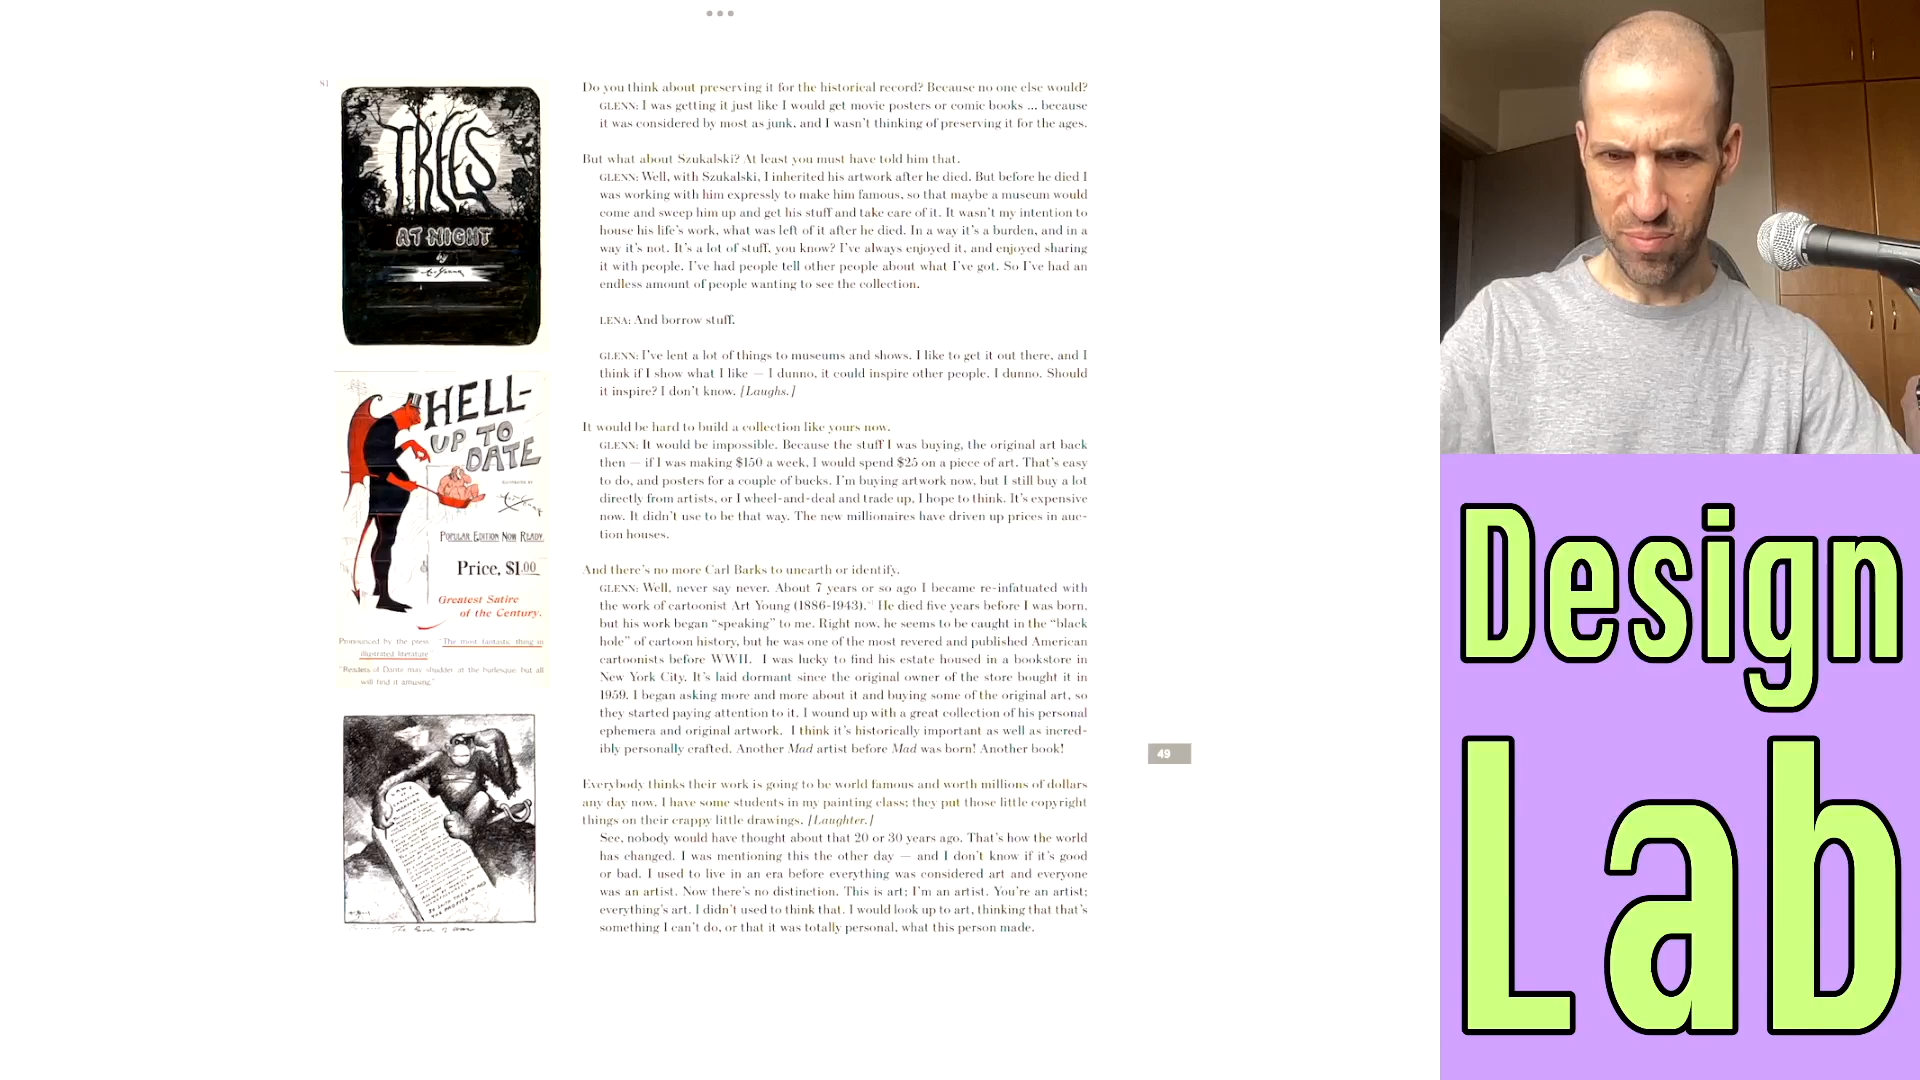 81
TREES
AT NIGHT
by
HELL-
UP TO
DATE
POPULAR EDITION NOW READY.
Price, $1.00
Greatest Satire
of the Century.
Pronounced by the press "The most fantastic thing in
illustrated literature"
"Readers of Dante may shudder at the burlesque, but all
will find it amusing."
Do you think about preserving it for the historical record? Because no one else would?
GLENN: I was getting it just like I would get movie posters or comic books ... because
it was considered by most as junk, and I wasn't thinking of preserving it for the ages.
But what about Szukalski? At least you must have told him that.
GLENN: Well, with Szukalski, I inherited his artwork after he died. But before he died I
was working with him expressly to make him famous, so that maybe a museum would
come and sweep him up and get his stuff and take care of it. It wasn't my intention to
house his life's work, what was left of it after he died. In a way it's a burden, and in a
way it's not. It's a lot of stuff, you know? I've always enjoyed it, and enjoyed sharing
it with people. I've had people tell other people about what I've got. So I've had an
endless amount of people wanting to see the collection.
LENA: And borrow stuff.
GLENN: I've lent a lot of things to museums and shows. I like to get it out there, and I
think if I show what I like — I dunno, it could inspire other people. I dunno. Should
it inspire? I don't know. [Laughs.]
It would be hard to build a collection like yours now.
GLENN: It would be impossible. Because the stuff I was buying, the original art back
then — if I was making $150 a week, I would spend $25 on a piece of art. That's easy
to do, and posters for a couple of bucks. I'm buying artwork now, but I still buy a lot
directly from artists, or I wheel-and-deal and trade up, I hope to think. It's expensive
now. It didn't use to be that way. The new millionaires have driven up prices in auc-
tion houses.
And there's no more Carl Barks to unearth or identify.
GLENN: Well, never say never. About 7 years or so ago I became re-infatuated with
the work of cartoonist Art Young (1886-1943). He died five years before I was born,
but his work began "speaking" to me. Right now, he seems to be caught in the "black
hole" of cartoon history, but he was one of the most revered and published American
cartoonists before WWII. I was lucky to find his estate housed in a bookstore in
New York City. It's laid dormant since the original owner of the store bought it in
1959. I began asking more and more about it and buying some of the original art, so
they started paying attention to it. I wound up with a great collection of his personal
ephemera and original artwork. I think it's historically important as well as incred-
ibly personally crafted. Another Mad artist before Mad was born! Another book!
Everybody thinks their work is going to be world famous and worth millions of dollars
any day now. I have some students in my painting class; they put those little copyright
things on their crappy little drawings. [Laughter.]
See, nobody would have thought about that 20 or 30 years ago. That's how the world
has changed. I was mentioning this the other day — and I don't know if it's good
or bad. I used to live in an era before everything was considered art and everyone
was an artist. Now there's no distinction. This is art; I'm an artist. You're an artist;
everything's art. I didn't used to think that. I would look up to art, thinking that that's
something I can't do, or that it was totally personal, what this person made.
49
Design
Lab